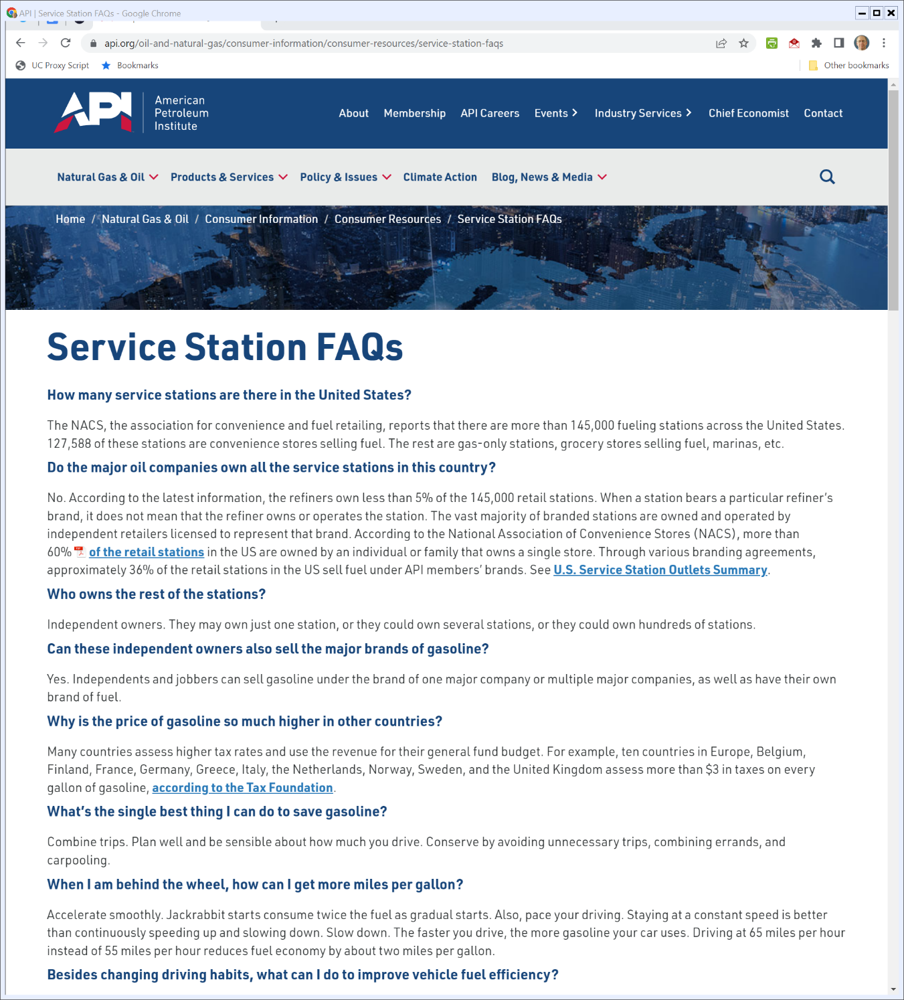 API | Service Station FAQs - Google Chrome
api.org/oil-and-natural-gas/consumer-information/consumer-resources/service-station-faqs
UC Proxy Script Bookmarks Other bookmarks
API American
Petroleum
Institute
About Membership API Careers Events Industry Services Chief Economist Contact
Natural Gas & Oil Products & Services Policy & Issues Climate Action Blog, News & Media
Home / Natural Gas & Oil / Consumer Information / Consumer Resources / Service Station FAQs
Service Station FAQs
How many service stations are there in the United States?
The NACS, the association for convenience and fuel retailing, reports that there are more than 145,000 fueling stations across the United States.
127,588 of these stations are convenience stores selling fuel. The rest are gas-only stations, grocery stores selling fuel, marinas, etc.
Do the major oil companies own all the service stations in this country?
No. According to the latest information, the refiners own less than 5% of the 145,000 retail stations. When a station bears a particular refiner's
brand, it does not mean that the refiner owns or operates the station. The vast majority of branded stations are owned and operated by
independent retailers licensed to represent that brand. According to the National Association of Convenience Stores (NACS), more than
60% of the retail stations in the US are owned by an individual or family that owns a single store. Through various branding agreements,
approximately 36% of the retail stations in the US sell fuel under API members' brands. See U.S. Service Station Outlets Summary.
Who owns the rest of the stations?
Independent owners. They may own just one station, or they could own several stations, or they could own hundreds of stations.
Can these independent owners also sell the major brands of gasoline?
Yes. Independents and jobbers can sell gasoline under the brand of one major company or multiple major companies, as well as have their own
brand of fuel.
Why is the price of gasoline so much higher in other countries?
Many countries assess higher tax rates and use the revenue for their general fund budget. For example, ten countries in Europe, Belgium,
Finland, France, Germany, Greece, Italy, the Netherlands, Norway, Sweden, and the United Kingdom assess more than $3 in taxes on every
gallon of gasoline, according to the Tax Foundation.
What's the single best thing I can do to save gasoline?
Combine trips. Plan well and be sensible about how much you drive. Conserve by avoiding unnecessary trips, combining errands, and
carpooling.
When I am behind the wheel, how can I get more miles per gallon?
Accelerate smoothly. Jackrabbit starts consume twice the fuel as gradual starts. Also, pace your driving. Staying at a constant speed is better
than continuously speeding up and slowing down. Slow down. The faster you drive, the more gasoline your car uses. Driving at 65 miles per hour
instead of 55 miles per hour reduces fuel economy by about two miles per gallon.
Besides changing driving habits, what can I do to improve vehicle fuel efficiency?